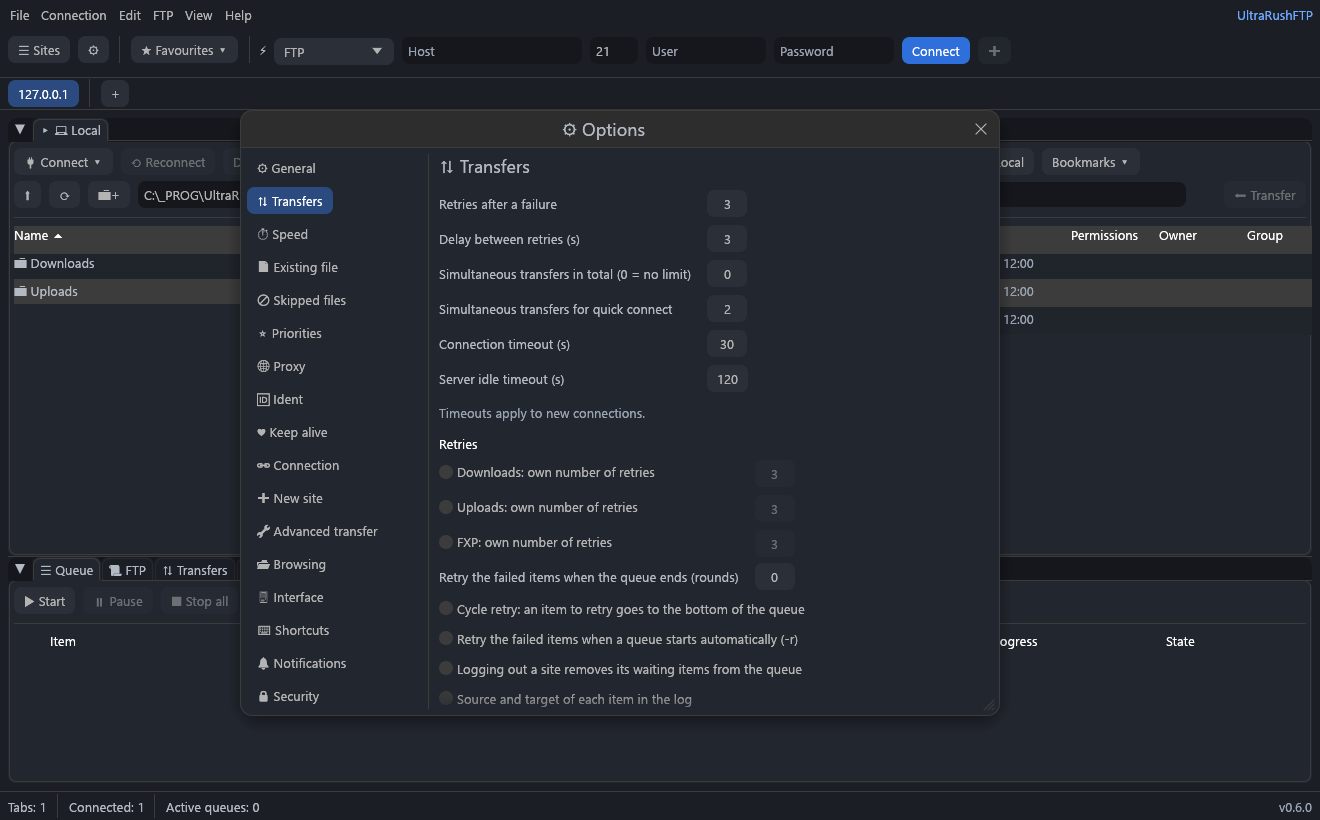 File Connection Edit FTP View Help UltraRushFTP
Sites Favourites FTP Host 21 User Password Connect +
127.0.0.1 +
Local
Connect Reconnect D ocal Bookmarks
C:\_PROG\UltraR Transfer
Name Permissions Owner Group
Downloads 12:00
Uploads 12:00
12:00
Options
General
Transfers
Speed
Existing file
Skipped files
Priorities
Proxy
Ident
Keep alive
Connection
New site
Advanced transfer
Browsing
Interface
Shortcuts
Notifications
Security
Transfers
Retries after a failure 3
Delay between retries (s) 3
Simultaneous transfers in total (0 = no limit) 0
Simultaneous transfers for quick connect 2
Connection timeout (s) 30
Server idle timeout (s) 120
Timeouts apply to new connections.
Retries
Downloads: own number of retries 3
Uploads: own number of retries 3
FXP: own number of retries 3
Retry the failed items when the queue ends (rounds) 0
Cycle retry: an item to retry goes to the bottom of the queue
Retry the failed items when a queue starts automatically (-r)
Logging out a site removes its waiting items from the queue
Source and target of each item in the log
Queue FTP Transfers
Start Pause Stop all
Item ogress State
Tabs: 1 Connected: 1 Active queues: 0 v0.6.0